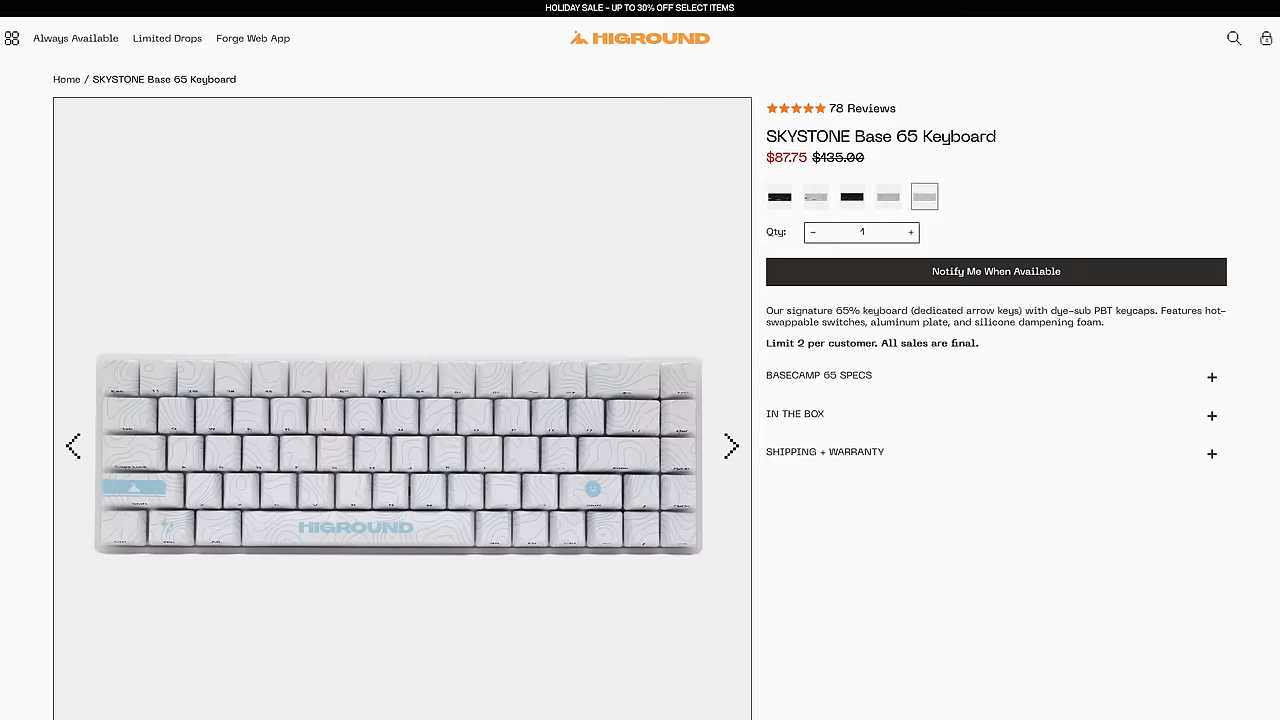 HOLIDAY SALE – UP TO 30% OFF SELECT ITEMS
Always Available Limited Drops Forge Web App
HIGROUND
Home / SKYSTONE Base 65 Keyboard
78 Reviews
SKYSTONE Base 65 Keyboard
$87.75 $135.00
Qty: – 1 +
Notify Me When Available
Our signature 65% keyboard (dedicated arrow keys) with dye-sub PBT keycaps. Features hot-
swappable switches, aluminum plate, and silicone dampening foam.
Limit 2 per customer. All sales are final.
BASECAMP 65 SPECS +
IN THE BOX +
SHIPPING + WARRANTY +
HIGROUND